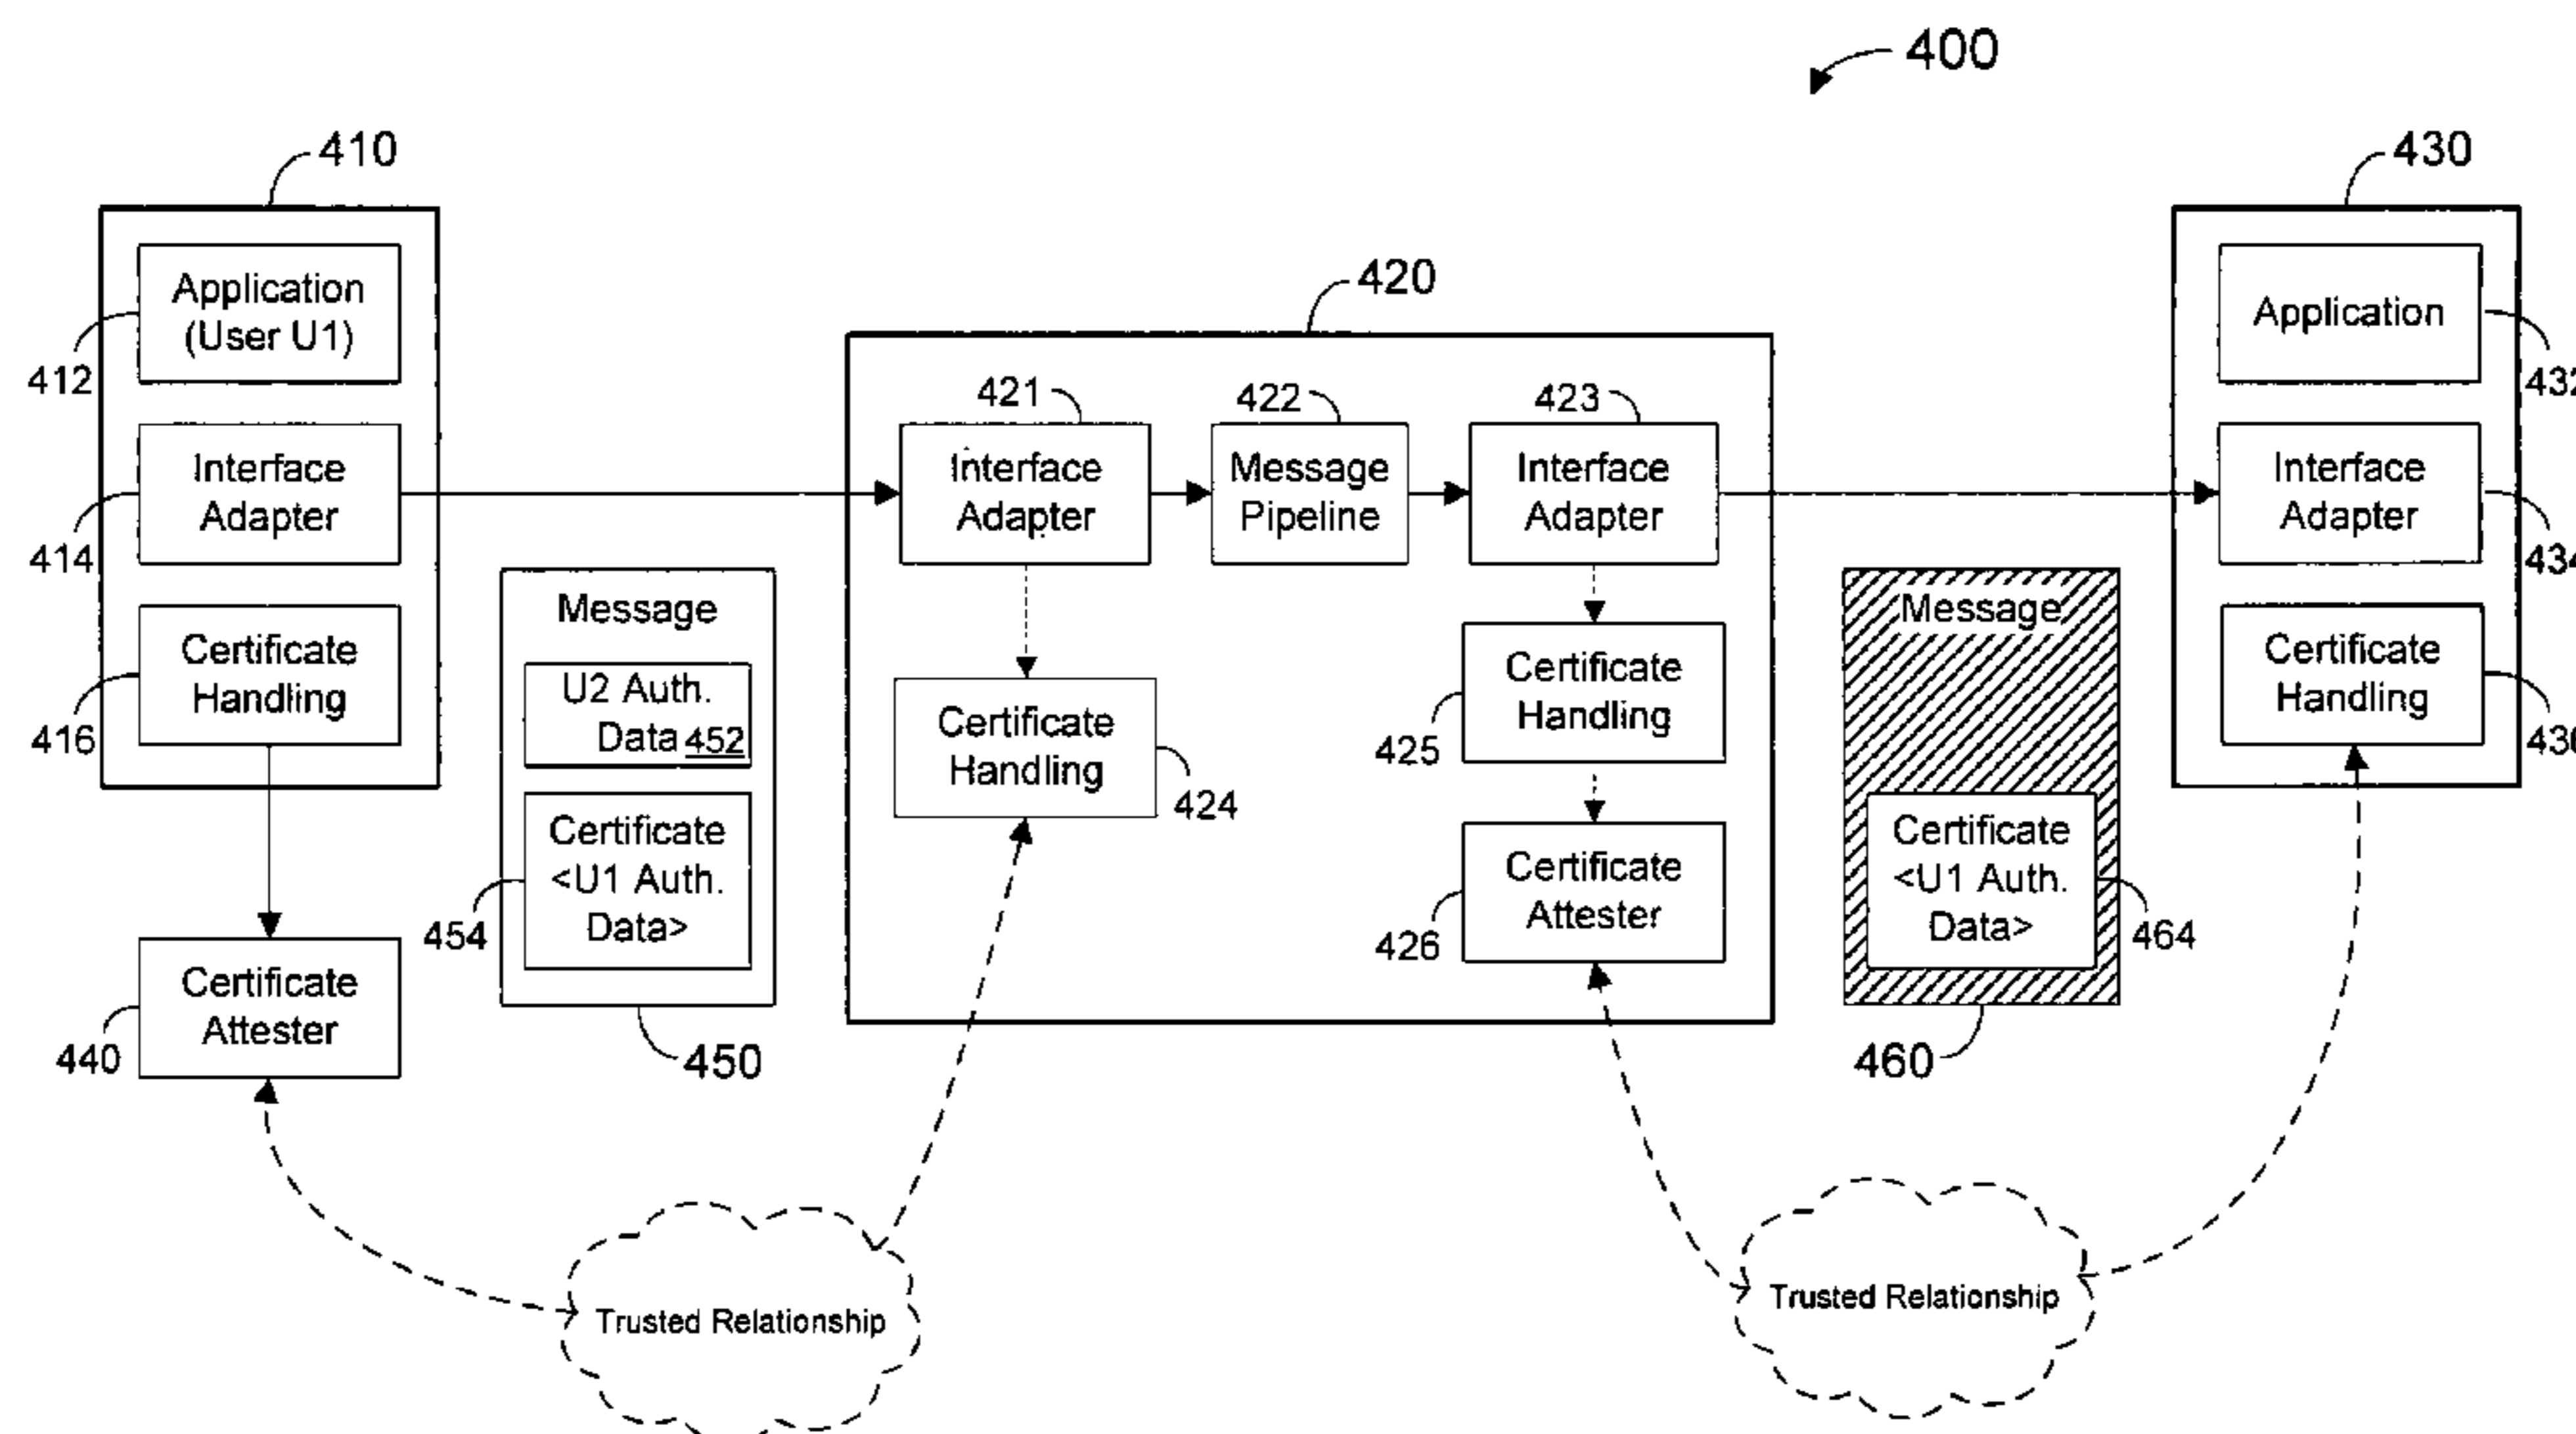 400
410
430
Application
(User U1)
412
Interface
Adapter
414
Certificate
Handling
416
Certificate
Attester
440
Message
U2 Auth.
Data 452
Certificate
<U1 Auth.
Data>
454
450
420
421
Interface
Adapter
422
Message
Pipeline
423
Interface
Adapter
Certificate
Handling
424
Certificate
Handling
425
Certificate
Attester
426
Message
Certificate
<U1 Auth.
Data>
464
460
Application
Interface
Adapter
Certificate
Handling
Trusted Relationship
Trusted Relationship